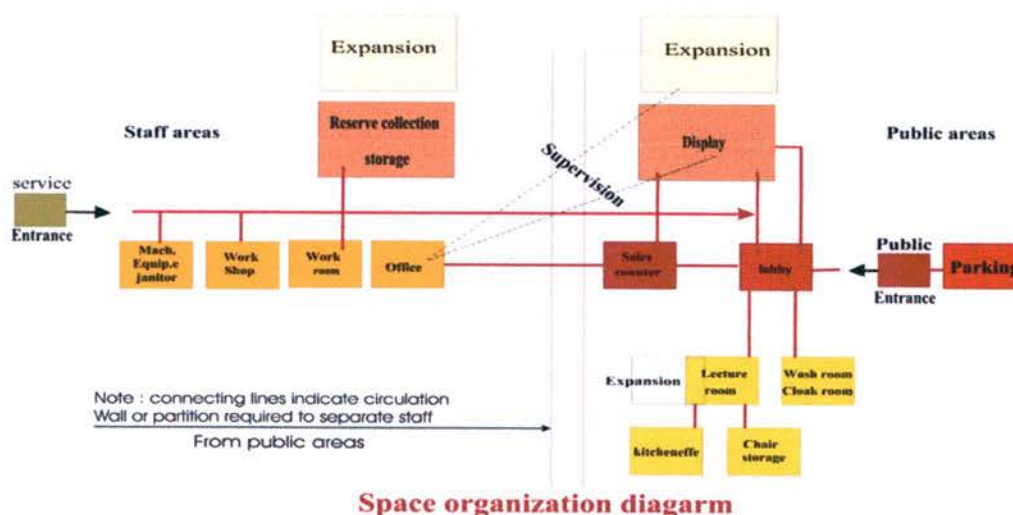 Expansion
Expansion
Staff areas
Reserve collection
storage
Supervision
Display
Public areas
service
Entrance
Mach.
Equip.e
janitor
Work
Shop
Work
room
Office
Sales
counter
lobby
Public
Entrance
Parking
Expansion
Lecture
room
Wash room
Cloak room
kitcheneffe
Chair
storage
Note : connecting lines indicate circulation
Wall or partition required to separate staff
From public areas
Space organization diagarm